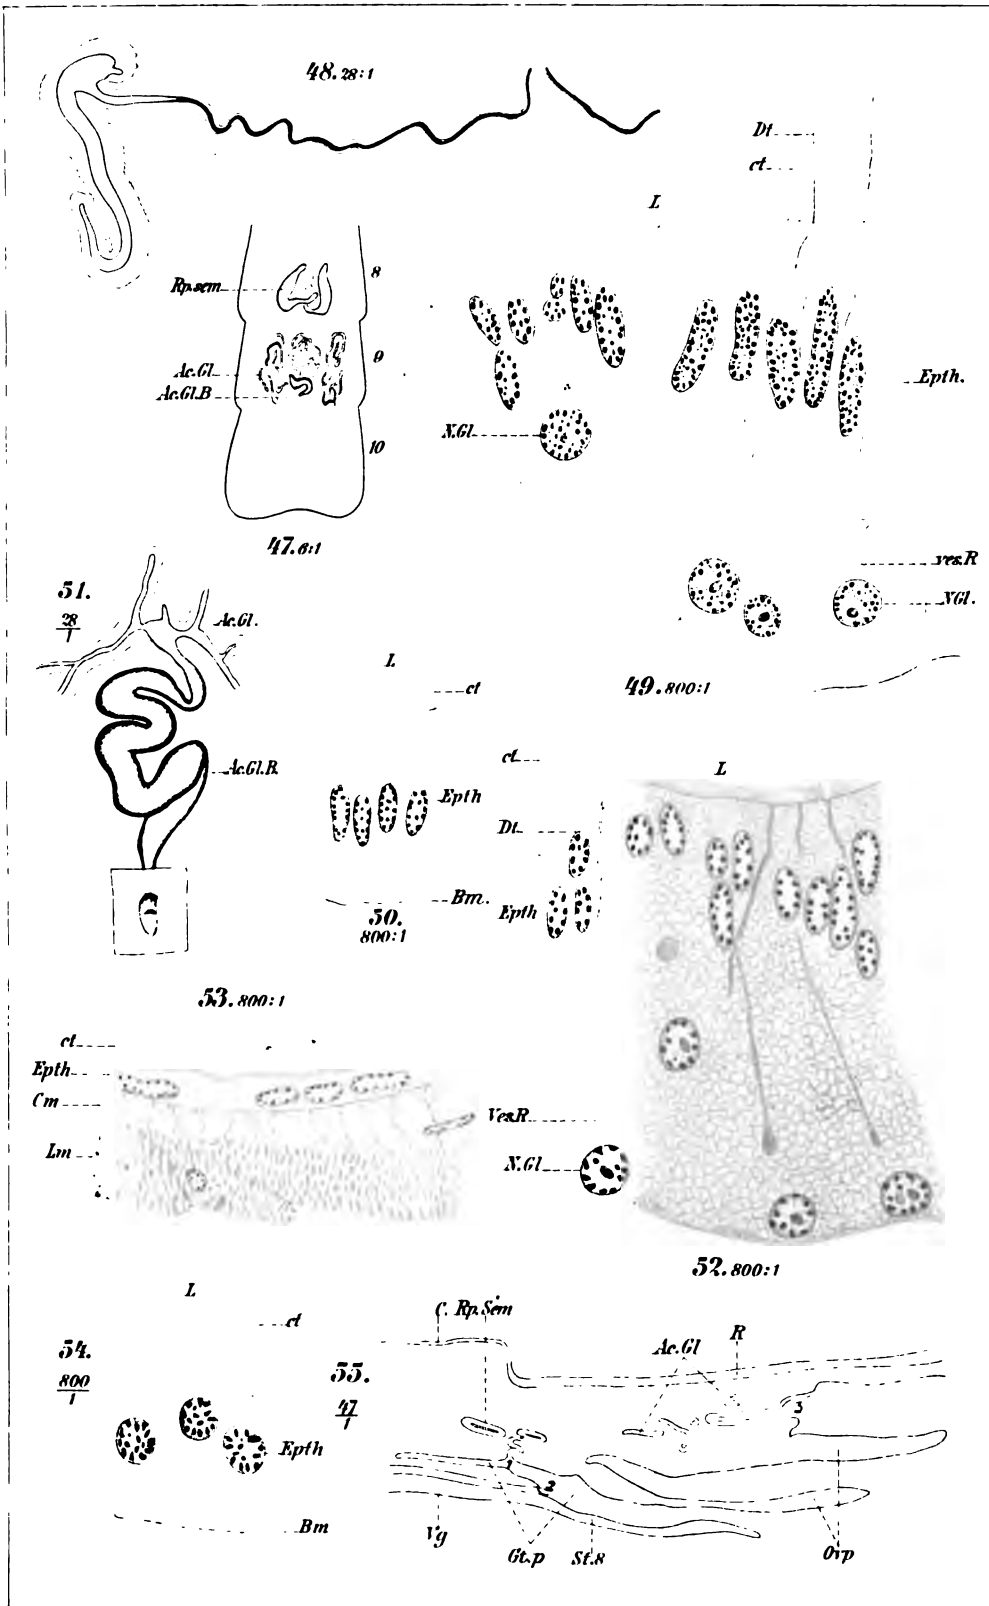 48. 28:1
Dt
ct
L
Rp.sem
8
9
Ac.Gl.
Ac.Gl.B
10
47. 6:1
N.Gl
Epth.
ves.R
NGl.
49. 800:1
51.
28
1
Ac.Gl.
Ac.Gl.B.
L
ct
Epth
Bm.
50.
800:1
ct
Dt
Epth
L
Ves.R
N.Gl
52. 800:1
53. 800:1
ct
Epth
Cm
Lm
L
ct
54.
800
1
Epth
Bm
55.
47
1
C. Rp.Sem
Ac.Gl
R
3
1
2
Vg
Gt.p
St.8
Ov.p